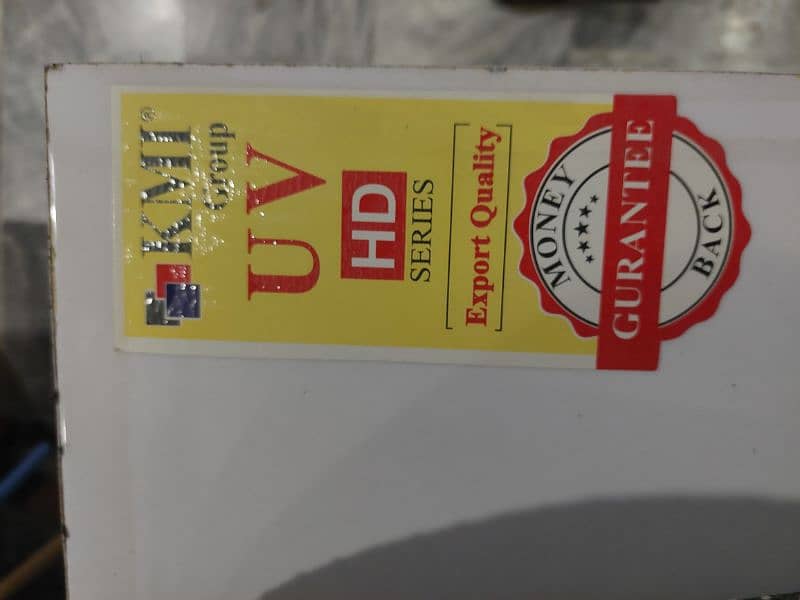 KMI®
Group
UV
HD
SERIES
Export Quality
MONEY
GURANTEE
BACK